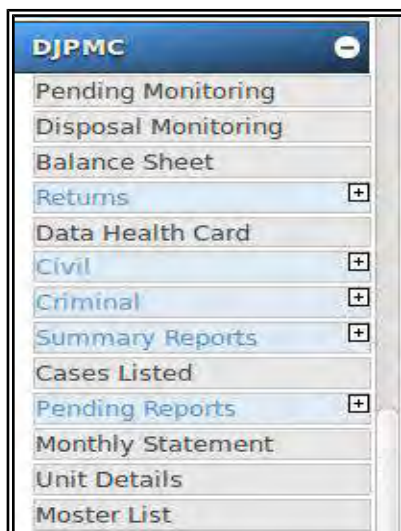 DJPMC
Pending Monitoring
Disposal Monitoring
Balance Sheet
Returns
Data Health Card
Civil
Criminal
Summary Reports
Cases Listed
Pending Reports
Monthly Statement
Unit Details
Moster List